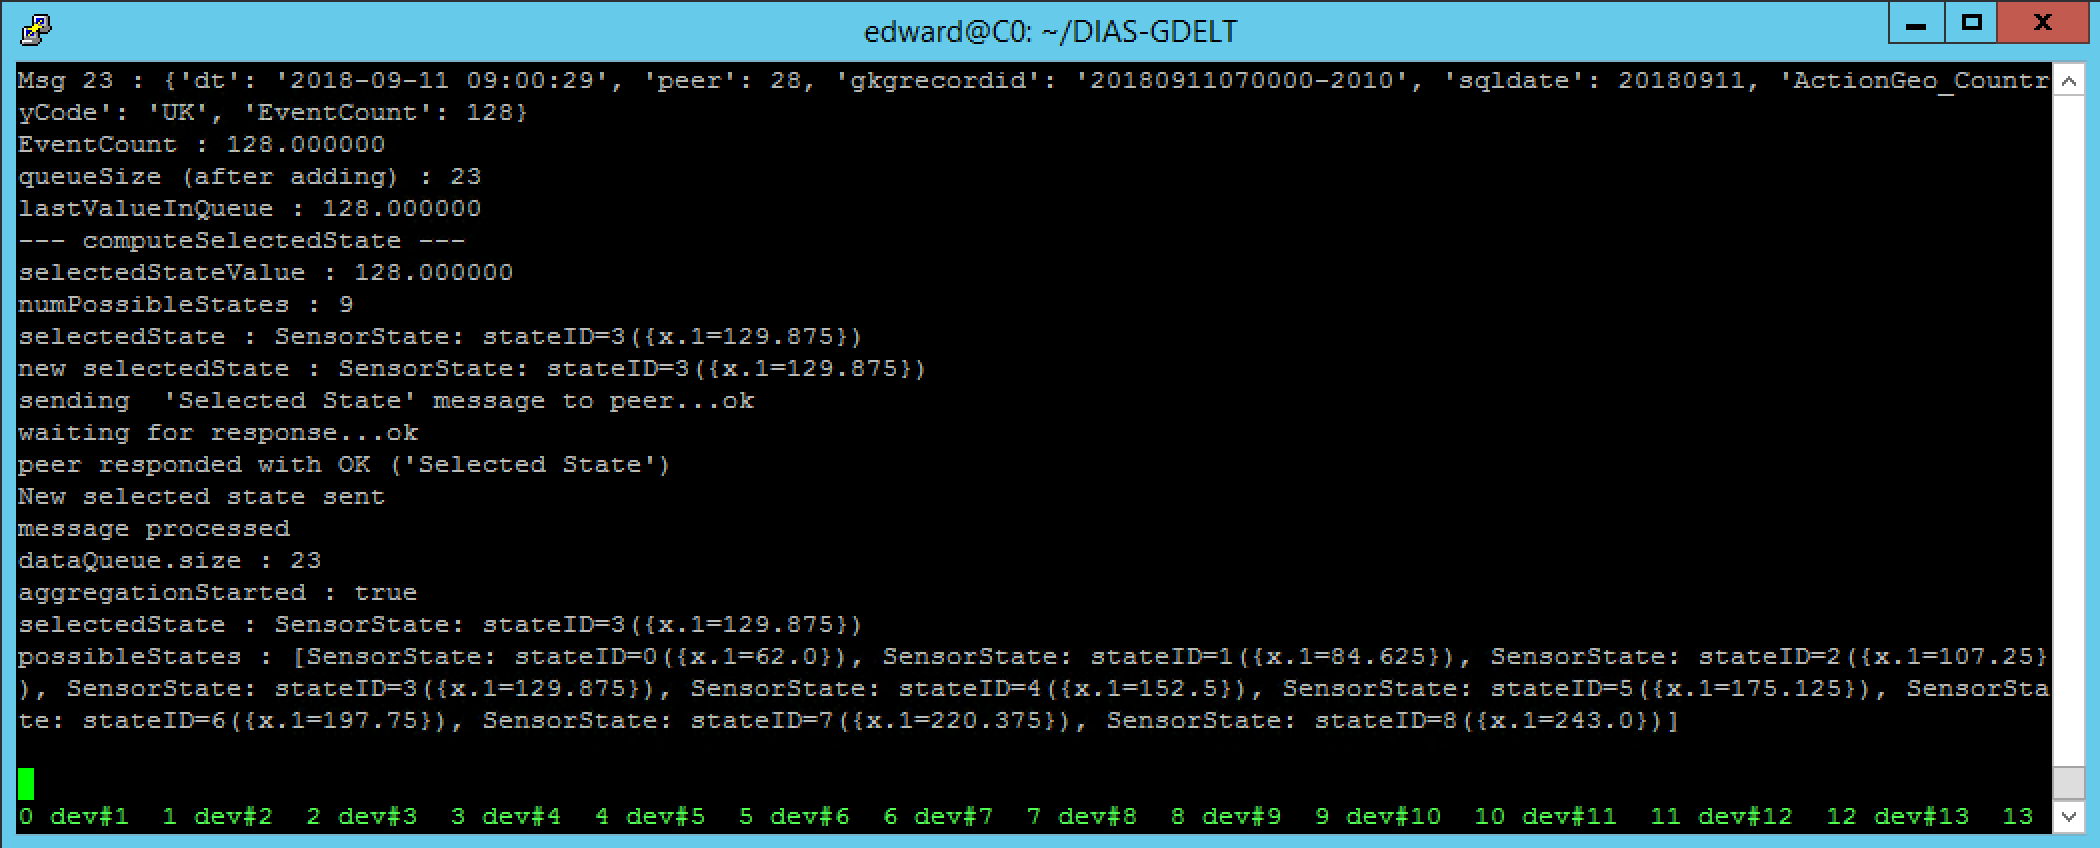 edward@C0: ~/DIAS-GDELT
Msg 23 : {'dt': '2018-09-11 09:00:29', 'peer': 28, 'gkgrecordid': '20180911070000-2010', 'sqldate': 20180911, 'ActionGeo_Countr
yCode': 'UK', 'EventCount': 128}
EventCount : 128.000000
queueSize (after adding) : 23
lastValueInQueue : 128.000000
--- computeSelectedState ---
selectedStateValue : 128.000000
numPossibleStates : 9
selectedState : SensorState: stateID=3({x.1=129.875})
new selectedState : SensorState: stateID=3({x.1=129.875})
sending  'Selected State' message to peer...ok
waiting for response...ok
peer responded with OK ('Selected State')
New selected state sent
message processed
dataQueue.size : 23
aggregationStarted : true
selectedState : SensorState: stateID=3({x.1=129.875})
possibleStates : [SensorState: stateID=0({x.1=62.0}), SensorState: stateID=1({x.1=84.625}), SensorState: stateID=2({x.1=107.25}
), SensorState: stateID=3({x.1=129.875}), SensorState: stateID=4({x.1=152.5}), SensorState: stateID=5({x.1=175.125}), SensorSta
te: stateID=6({x.1=197.75}), SensorState: stateID=7({x.1=220.375}), SensorState: stateID=8({x.1=243.0})]
0 dev#1  1 dev#2  2 dev#3  3 dev#4  4 dev#5  5 dev#6  6 dev#7  7 dev#8  8 dev#9  9 dev#10  10 dev#11  11 dev#12  12 dev#13  13